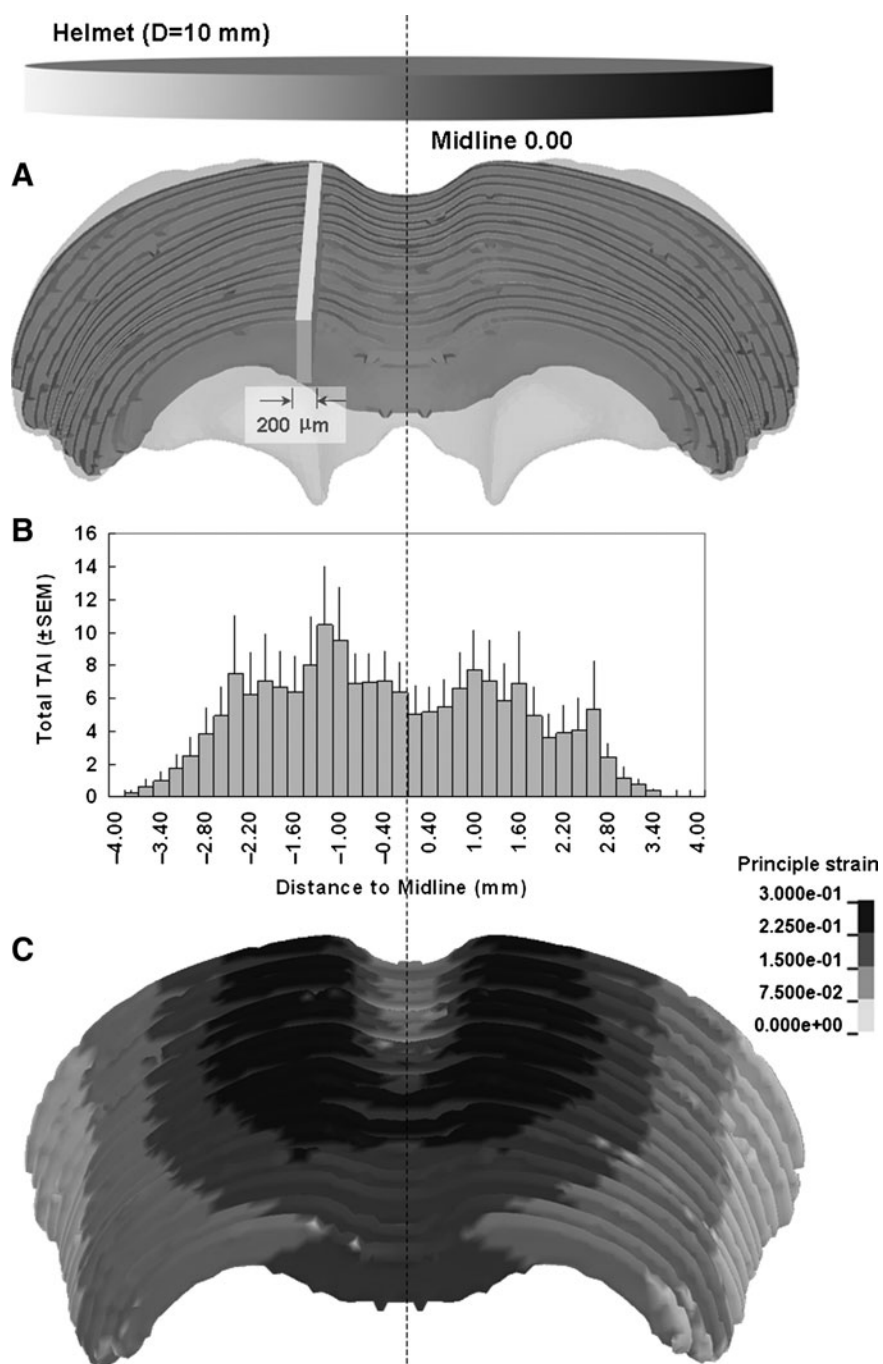 Helmet (D=10 mm)
Midline 0.00
A
200 μm
B
Total TAI (±SEM)
16
14
12
10
8
6
4
2
0
−4.00
−3.40
−2.80
−2.20
−1.60
−1.00
−0.40
0.40
1.00
1.60
2.20
2.80
3.40
4.00
Distance to Midline (mm)
Principle strain
3.000e-01
2.250e-01
1.500e-01
7.500e-02
0.000e+00
C